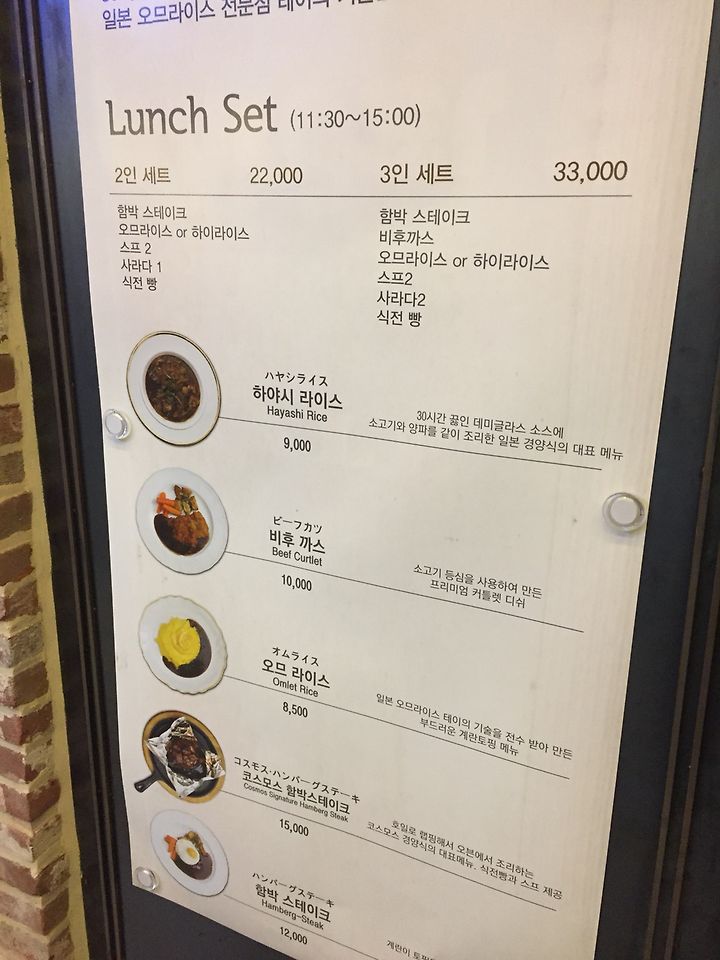 일본 오므라이스 전문점 테이의
Lunch Set (11:30~15:00)
2인 세트 22,000
함박 스테이크
오므라이스 or 하이라이스
스프 2
사라다 1
식전 빵
3인 세트 33,000
함박 스테이크
비후까스
오므라이스 or 하이라이스
스프2
사라다2
식전 빵
ハヤシライス
하야시 라이스
Hayashi Rice
9,000
30시간 끓인 데미글라스 소스에
소고기와 양파를 같이 조리한 일본 경양식의 대표 메뉴
ビーフカツ
비후 까스
Beef Curtlet
10,000
소고기 등심을 사용하여 만든
프리미엄 커틀렛 디쉬
オムライス
오므 라이스
Omlet Rice
8,500
일본 오므라이스 테이의 기술을 전수 받아 만든
부드러운 계란토핑 메뉴
コスモス·ハンバーグステーキ
코스모스 함박스테이크
Cosmos Signature Hamberg Steak
15,000
호일로 랩핑해서 오븐에서 조리하는
코스모스 경양식의 대표메뉴. 식전빵과 스프 제공
ハンバーグステーキ
함박 스테이크
Hamberg-Steak
12,000
계란이 토핑